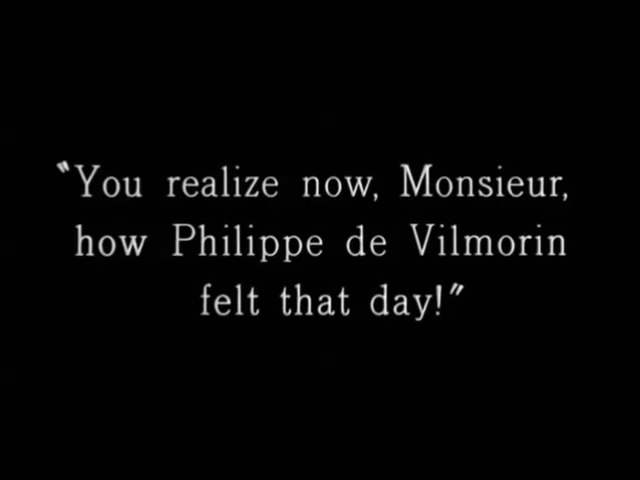 "You realize now, Monsieur,
how Philippe de Vilmorin
felt that day!"